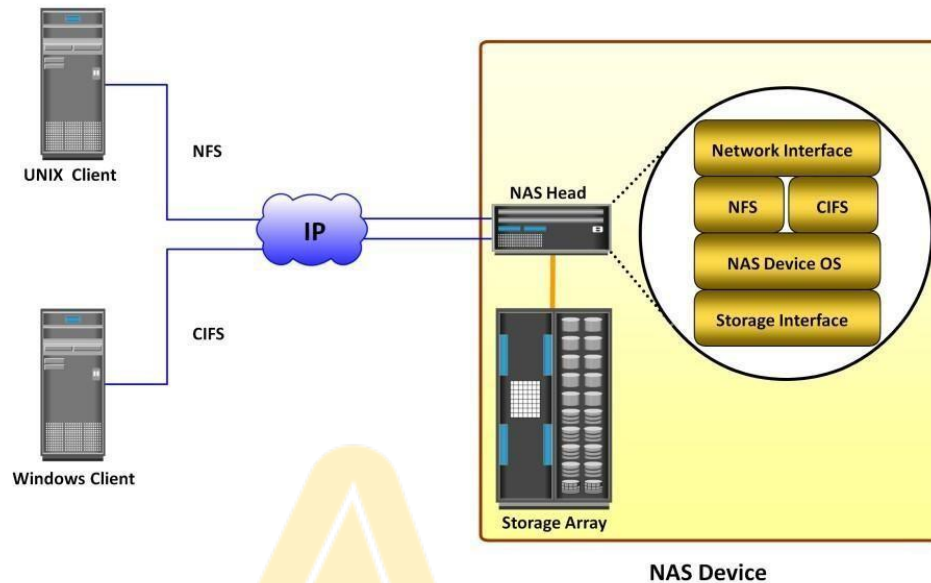 UNIX Client
NFS
IP
CIFS
Windows Client
NAS Head
Storage Array
Network Interface
NFS CIFS
NAS Device OS
Storage Interface
NAS Device